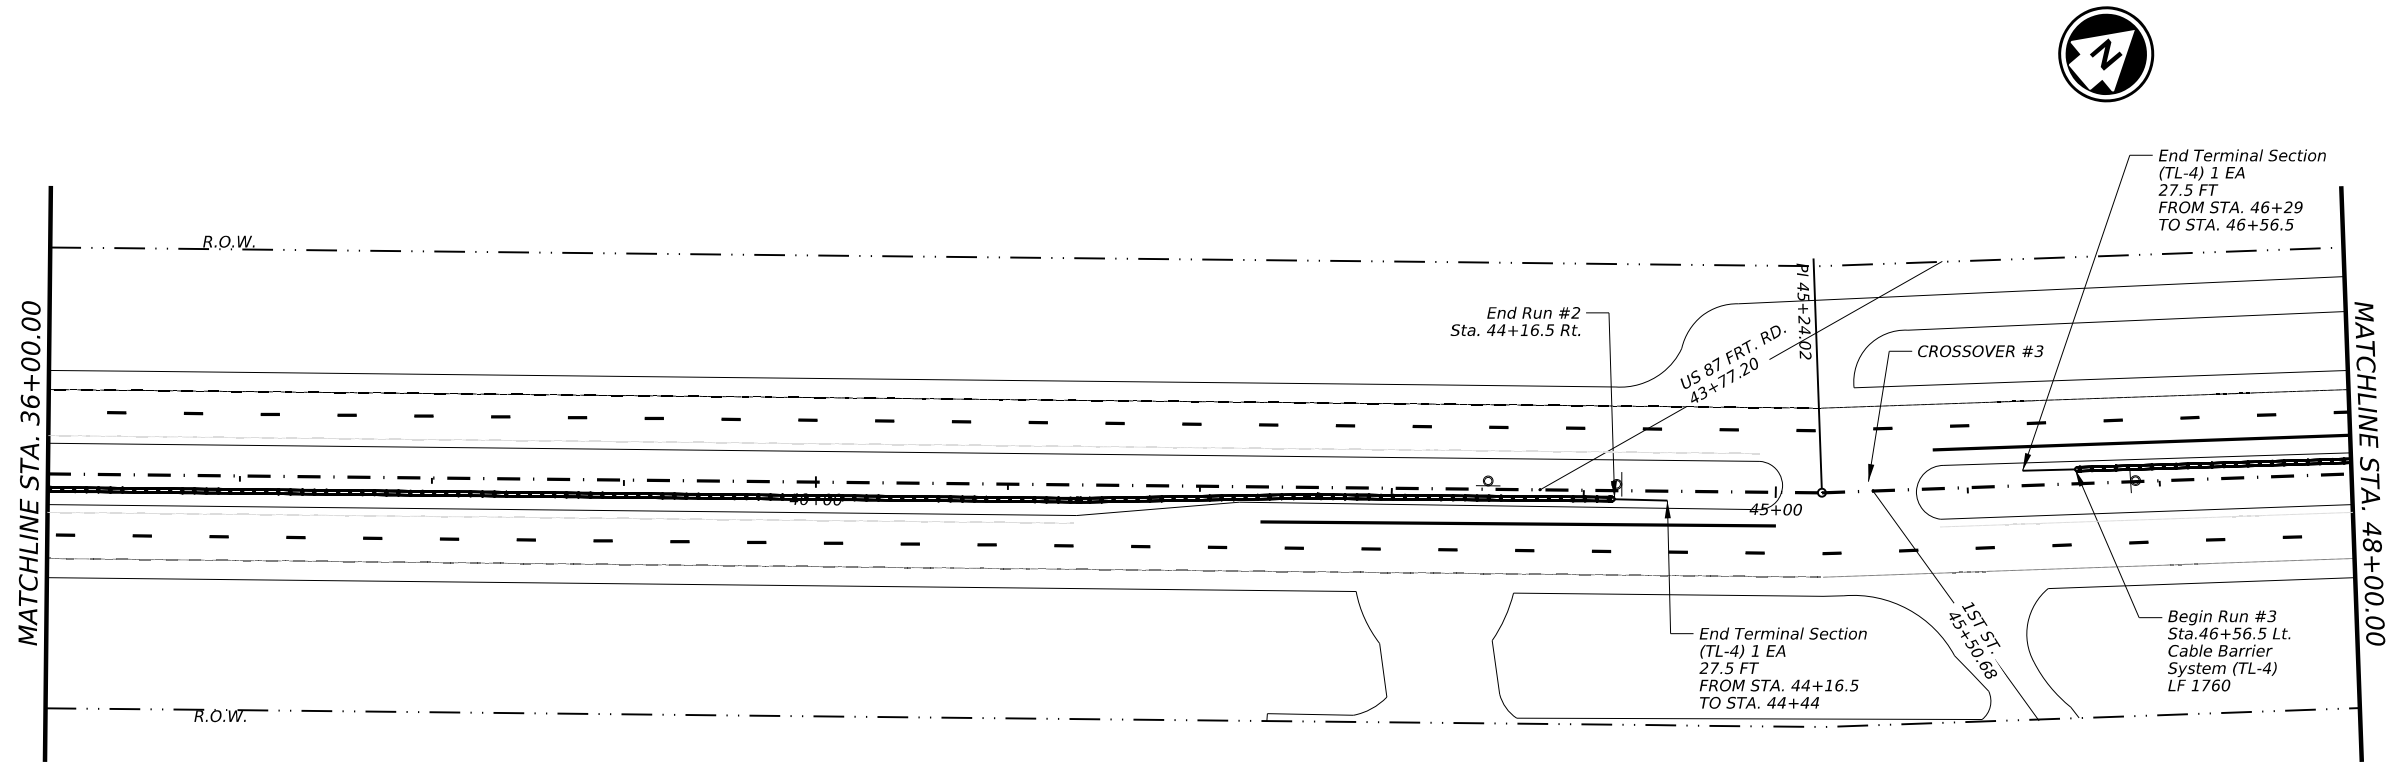 N
End Terminal Section
(TL-4) 1 EA
27.5 FT
FROM STA. 46+29
TO STA. 46+56.5
R.O.W.
MATCHLINE STA. 36+00.00
End Run #2
Sta. 44+16.5 Rt.
US 87 FRT. RD.
43+77.20
PI 45+24.02
CROSSOVER #3
MATCHLINE STA. 48+00.00
40+00
45+00
End Terminal Section
(TL-4) 1 EA
27.5 FT
FROM STA. 44+16.5
TO STA. 44+44
1ST ST.
45+50.68
Begin Run #3
Sta.46+56.5 Lt.
Cable Barrier
System (TL-4)
LF 1760
R.O.W.